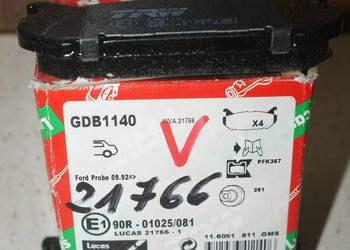 TRW
GDB1140
WVA 21766
X4
V
PFK367
Ford Probe 09.92=>
21766
281
E1 90R - 01025/081
LUCAS 21766 - 1
11.6051 811 GMS
Lucas